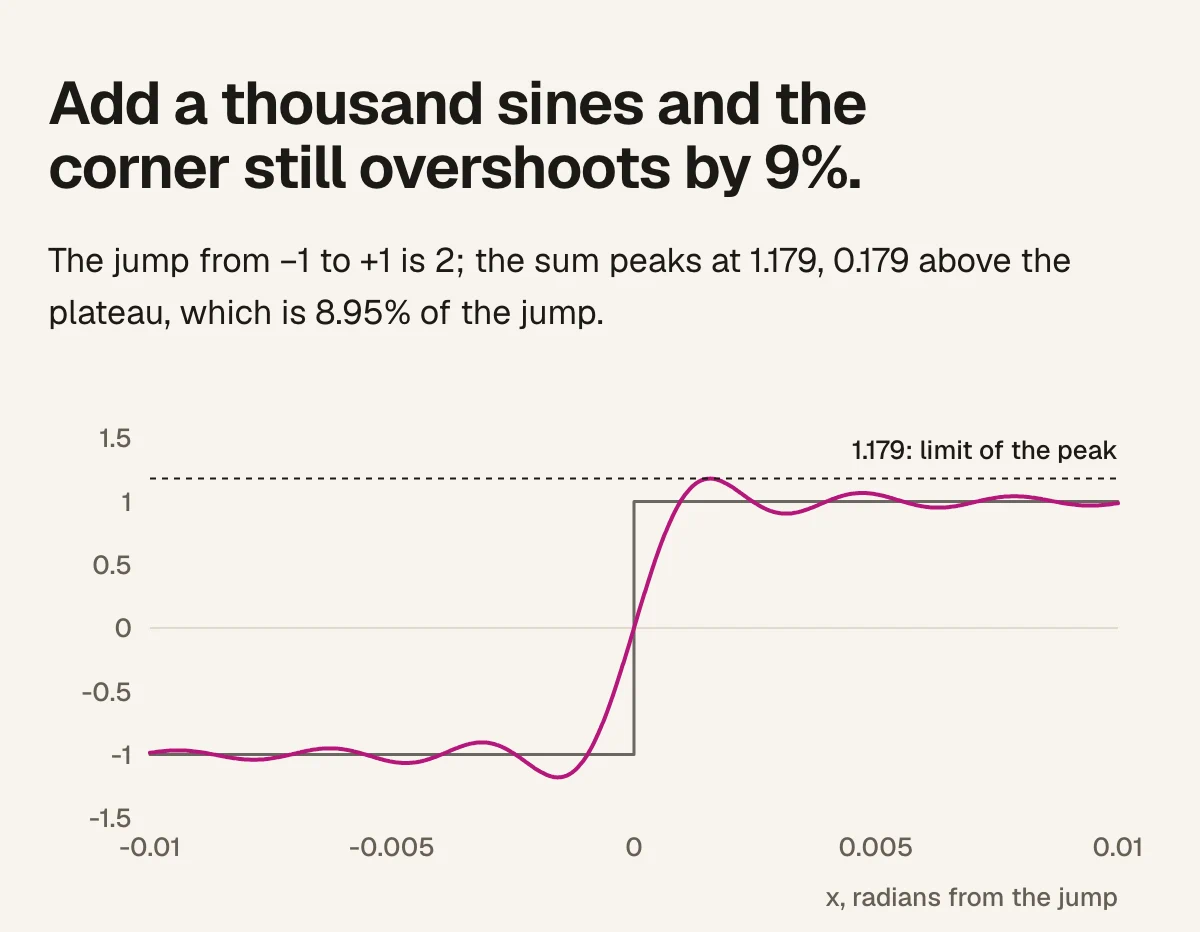 Add a thousand sines and the
corner still overshoots by 9%.
The jump from −1 to +1 is 2; the sum peaks at 1.179, 0.179 above the
plateau, which is 8.95% of the jump.
1.5
1.179: limit of the peak
1
0.5
0
-0.5
-1
-1.5
-0.01
-0.005
0
0.005
0.01
x, radians from the jump